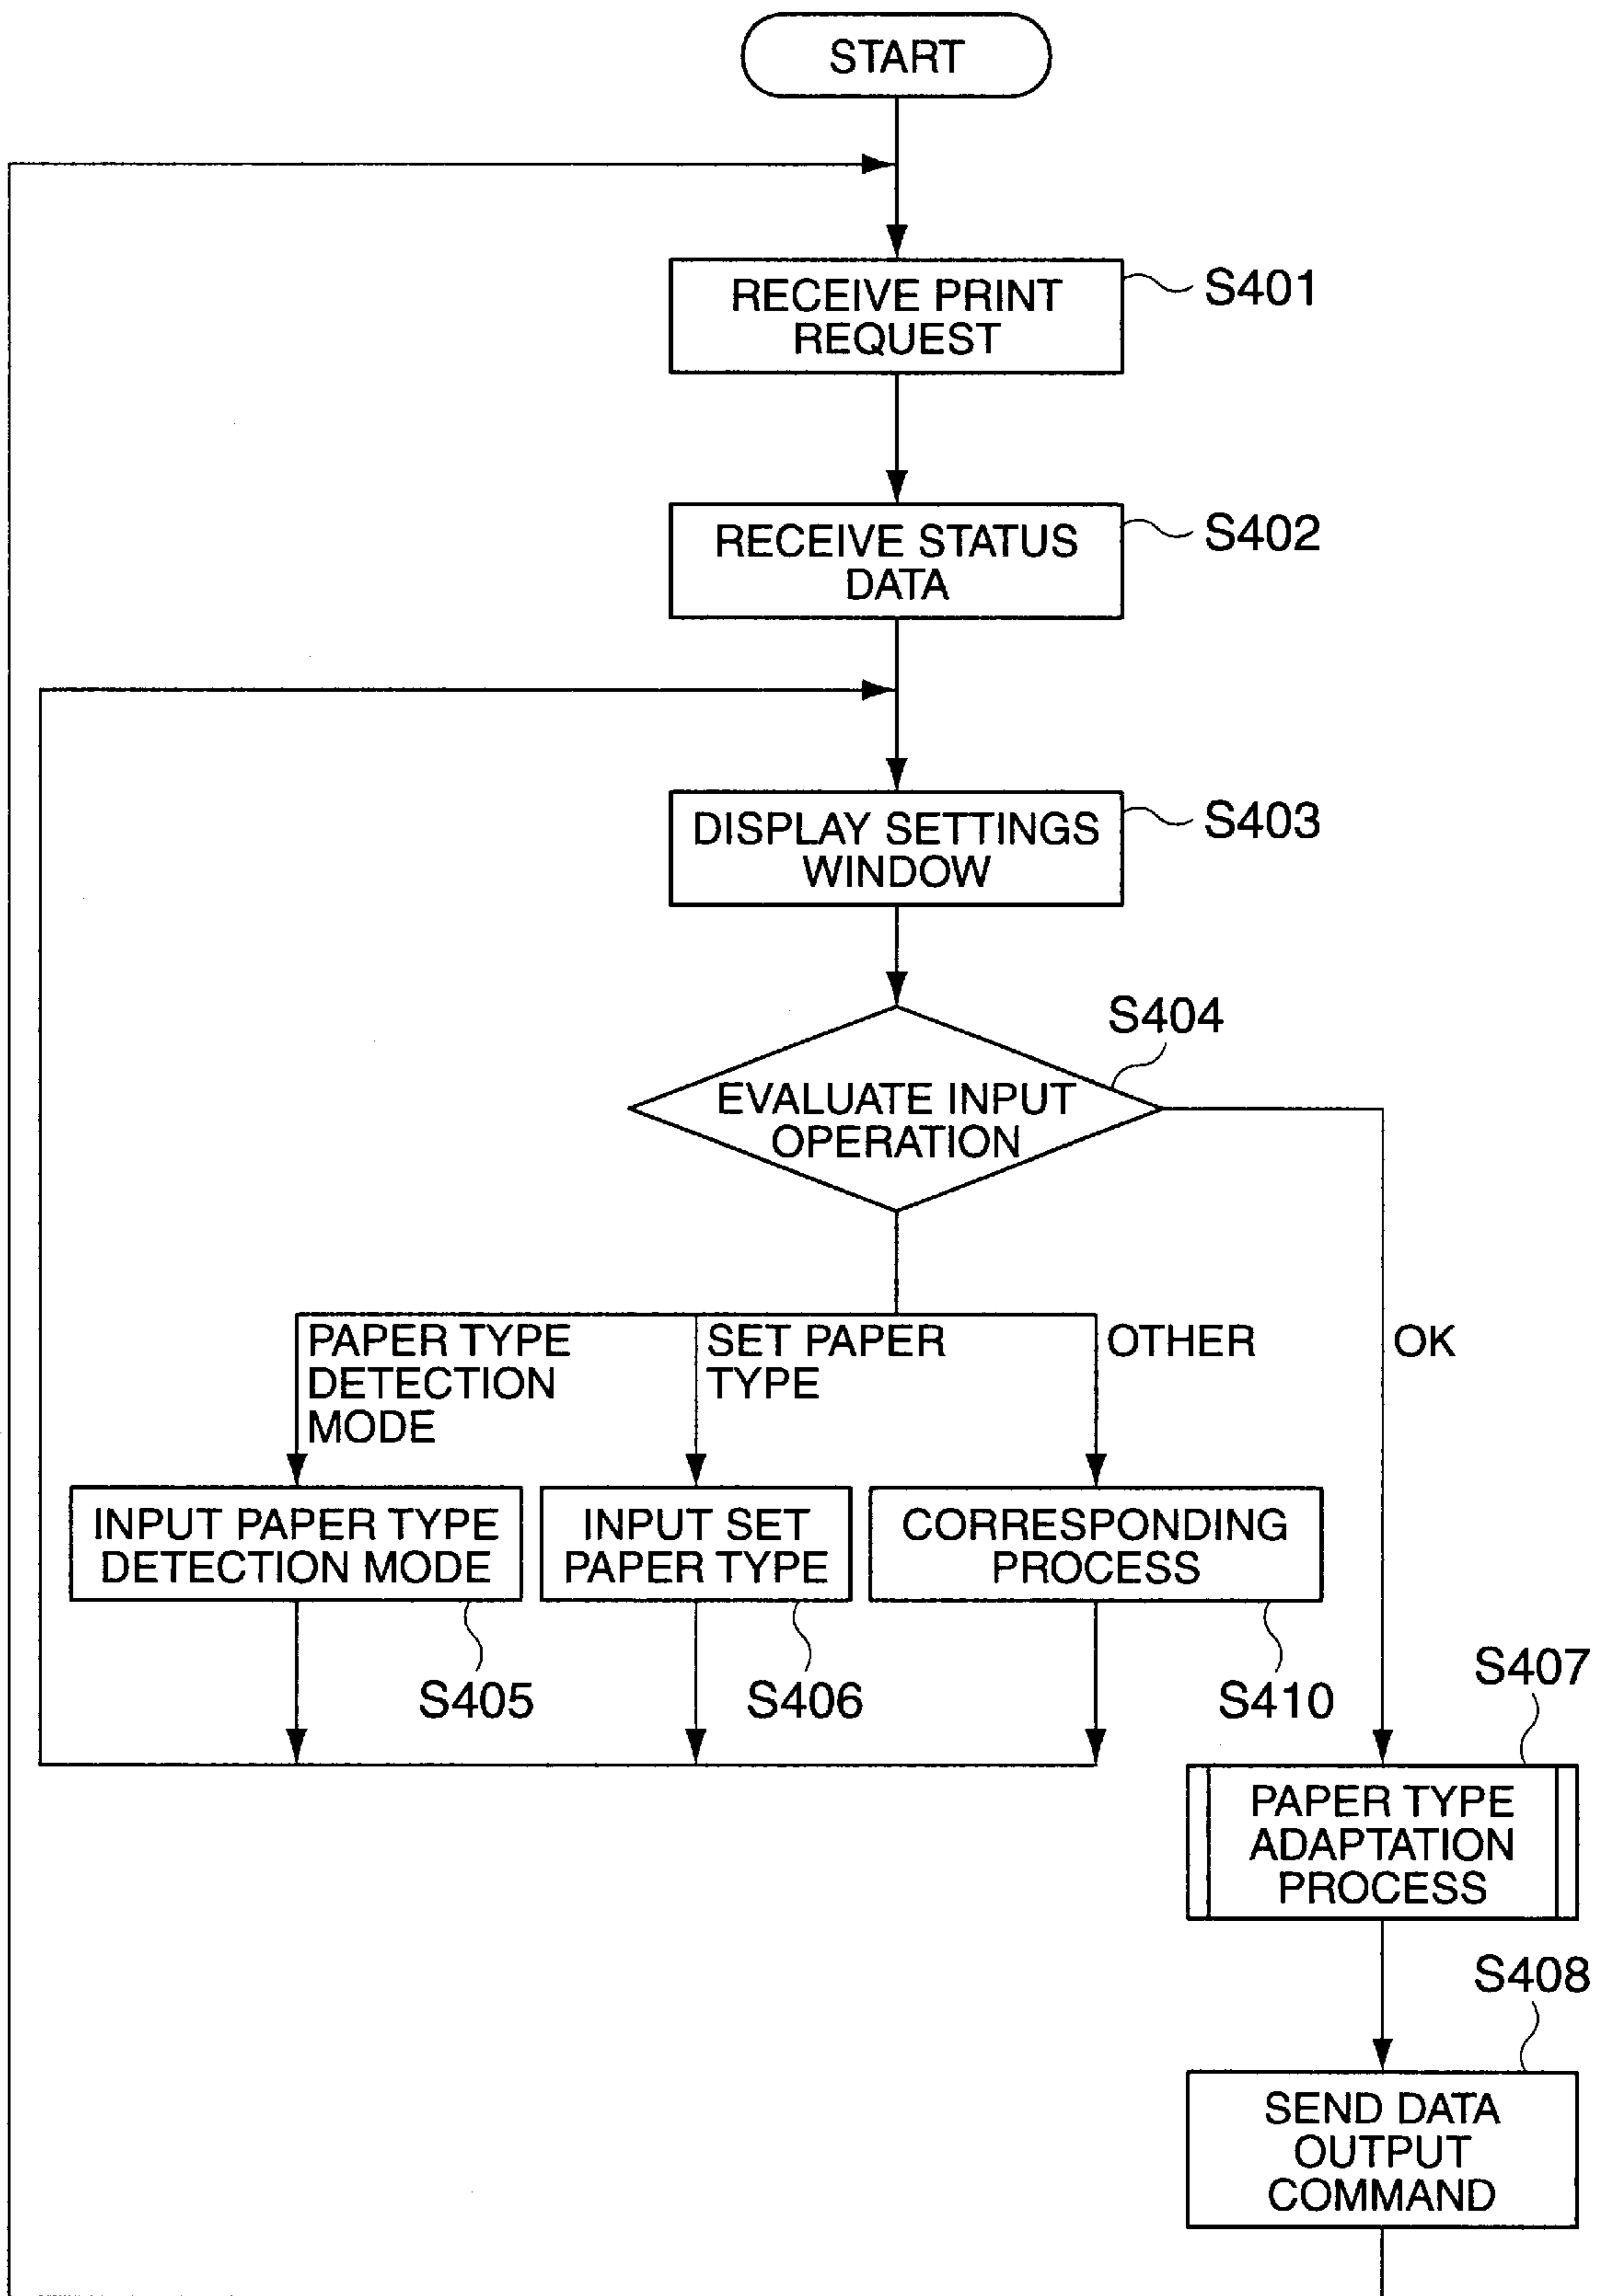 START
RECEIVE PRINT
REQUEST
S401
RECEIVE STATUS
DATA
S402
DISPLAY SETTINGS
WINDOW
S403
S404
EVALUATE INPUT
OPERATION
PAPER TYPE
DETECTION
MODE
SET PAPER
TYPE
OTHER
OK
INPUT PAPER TYPE
DETECTION MODE
INPUT SET
PAPER TYPE
CORRESPONDING
PROCESS
S405
S406
S410
S407
PAPER TYPE
ADAPTATION
PROCESS
S408
SEND DATA
OUTPUT
COMMAND